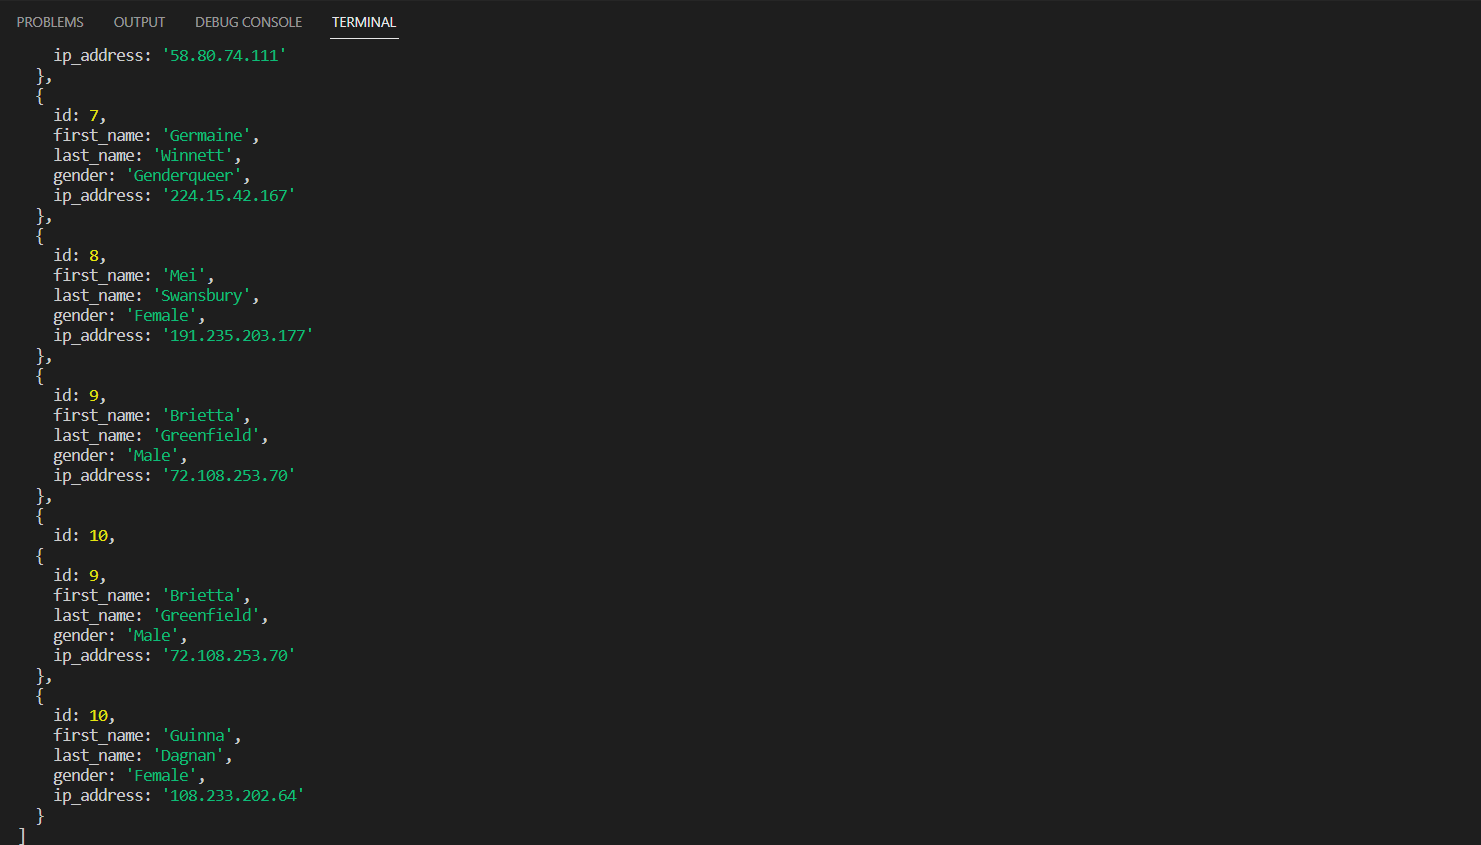 PROBLEMS OUTPUT DEBUG CONSOLE TERMINAL
    ip_address: '58.80.74.111'
  },
  {
    id: 7,
    first_name: 'Germaine',
    last_name: 'Winnett',
    gender: 'Genderqueer',
    ip_address: '224.15.42.167'
  },
  {
    id: 8,
    first_name: 'Mei',
    last_name: 'Swansbury',
    gender: 'Female',
    ip_address: '191.235.203.177'
  },
  {
    id: 9,
    first_name: 'Brietta',
    last_name: 'Greenfield',
    gender: 'Male',
    ip_address: '72.108.253.70'
  },
  {
    id: 10,
  {
    id: 9,
    first_name: 'Brietta',
    last_name: 'Greenfield',
    gender: 'Male',
    ip_address: '72.108.253.70'
  },
  {
    id: 10,
    first_name: 'Guinna',
    last_name: 'Dagnan',
    gender: 'Female',
    ip_address: '108.233.202.64'
  }
]